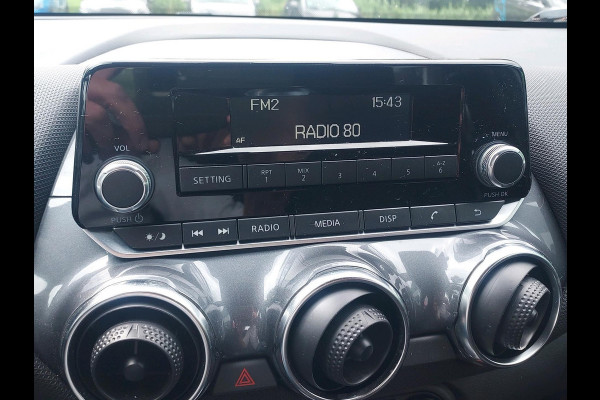 FM2 15:43
RADIO 80
AF
VOL
MENU
SETTING
RPT MIX A-Z
1 2 3 4 5 6
PUSH
PUSH OK
RADIO MEDIA DISP